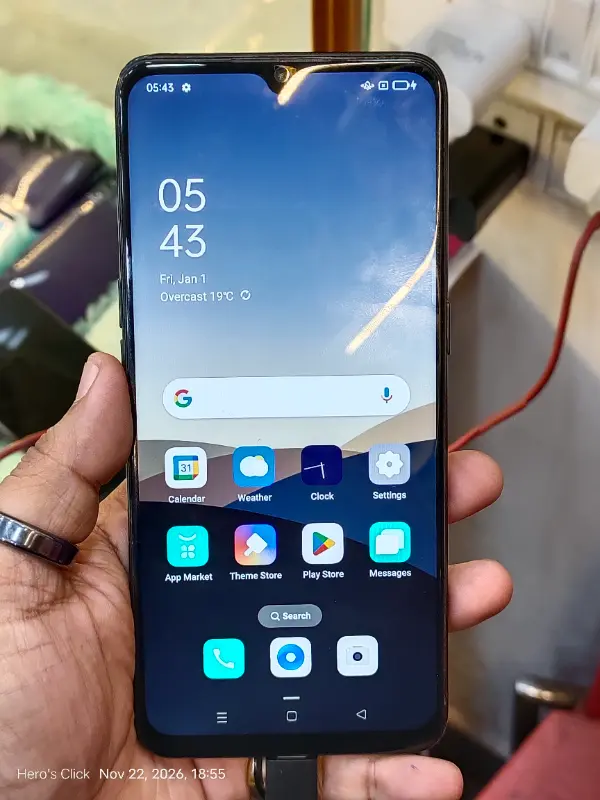 05:43
05
43
Fri, Jan 1
Overcast 19°C
G
31
Calendar
Weather
Clock
Settings
App Market
Theme Store
Play Store
Messages
Search
Hero's Click Nov 22, 2026, 18:55